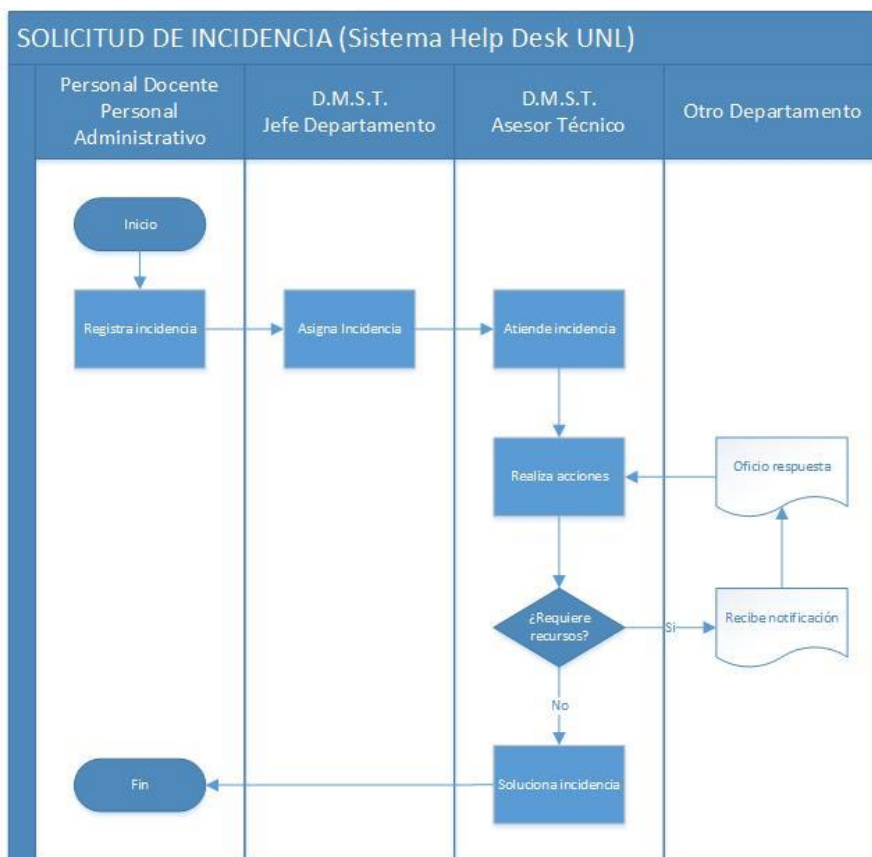 SOLICITUD DE INCIDENCIA (Sistema Help Desk UNL)
Personal Docente
Personal
Administrativo
D.M.S.T.
Jefe Departamento
D.M.S.T.
Asesor Técnico
Otro Departamento
Inicio
Registra incidencia
Asigna Incidencia
Atiende incidencia
Realiza acciones
Oficio respuesta
¿Requiere
recursos?
Si
Recibe notificación
No
Soluciona incidencia
Fin